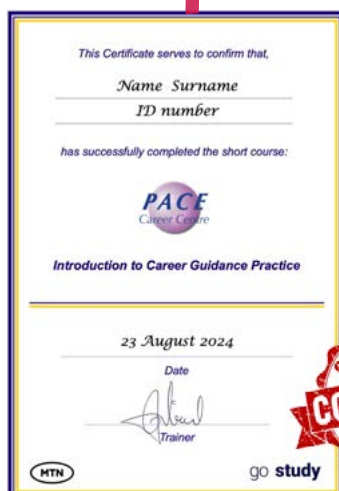 This Certificate serves to confirm that,
Name Surname
ID number
has successfully completed the short course:
PACE
Career Centre
Introduction to Career Guidance Practice
23 August 2024
Date
Trainer
MTN
go study